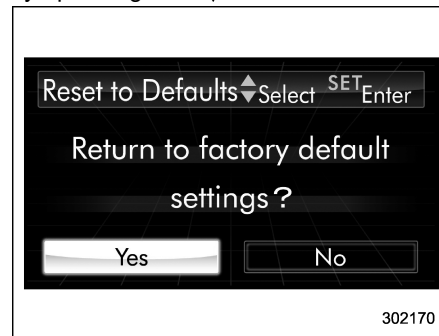 Reset to Defaults Select SET Enter
Return to factory default
settings?
Yes No
302170